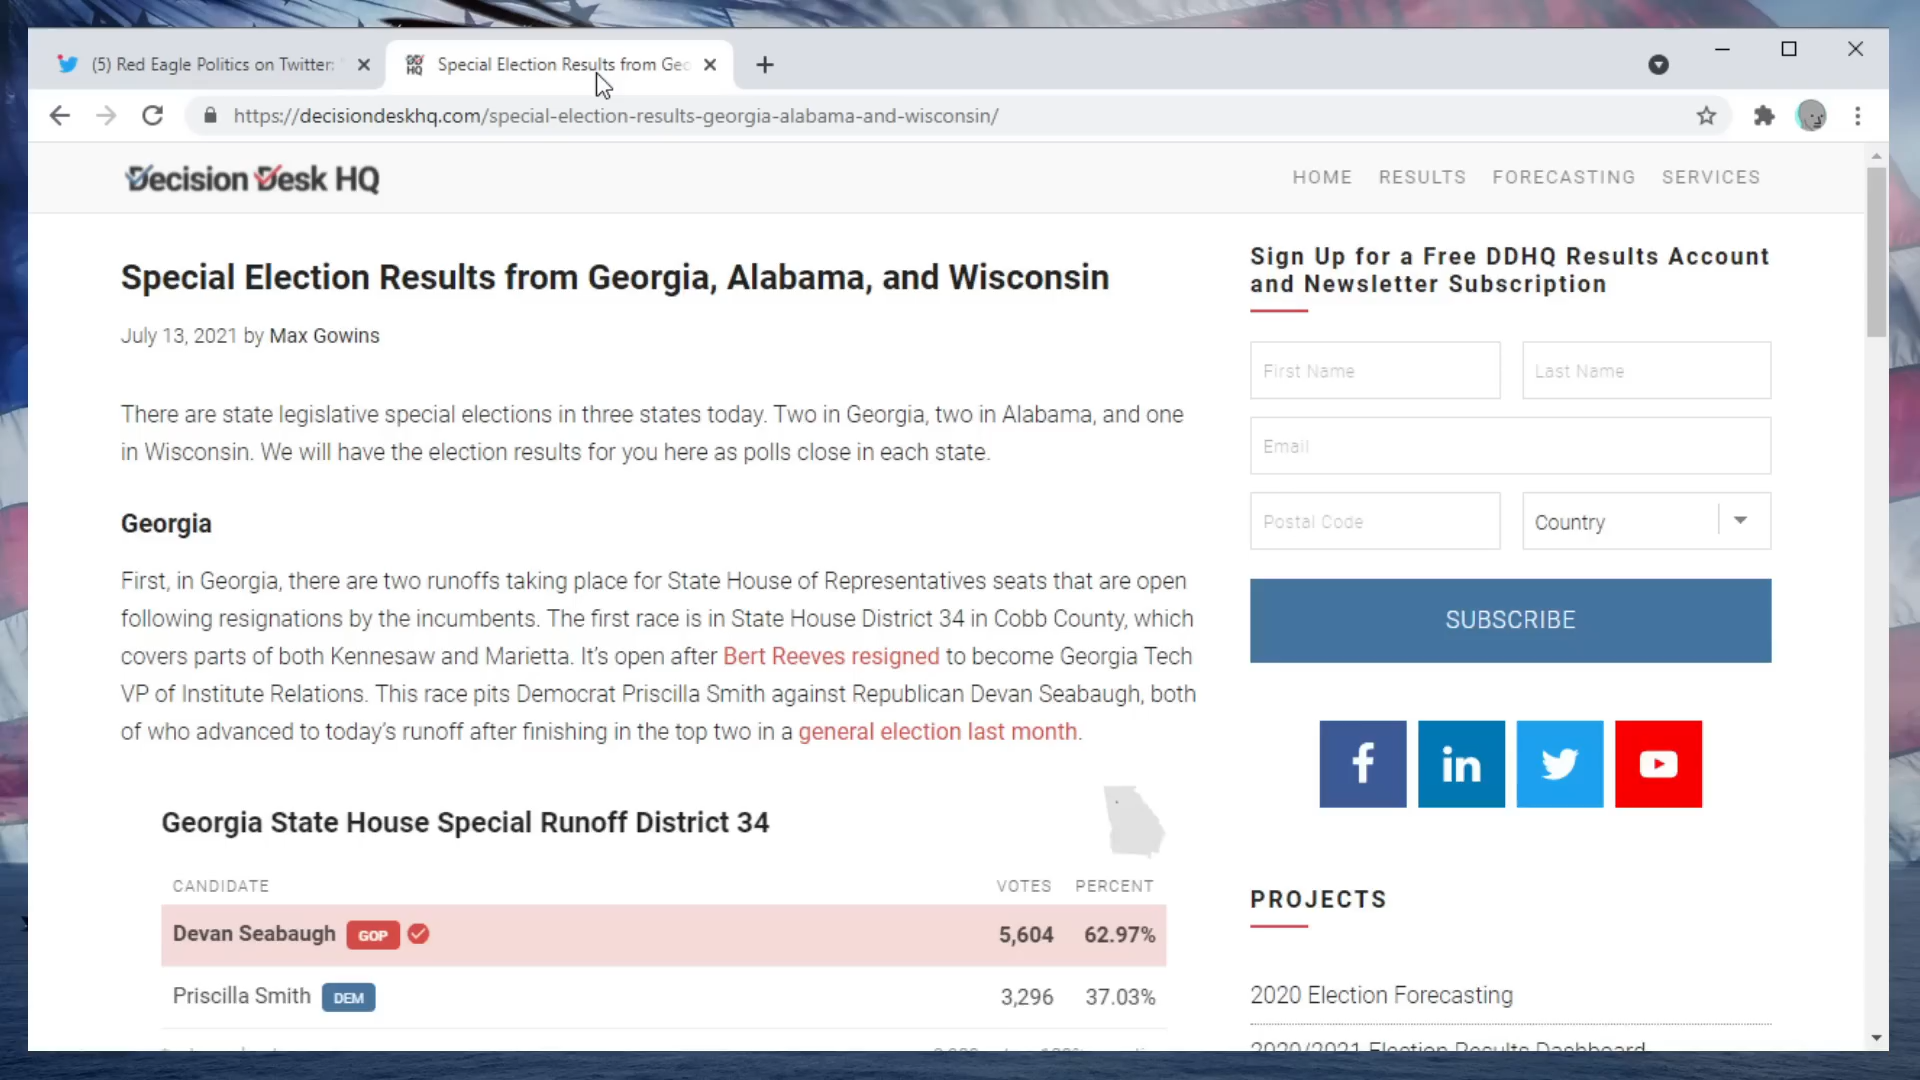 (5) Red Eagle Politics on Twitter:
Special Election Results from Geo
https://decisiondeskhq.com/special-election-results-georgia-alabama-and-wisconsin/
Decision Desk HQ
HOME RESULTS FORECASTING SERVICES
Special Election Results from Georgia, Alabama, and Wisconsin
July 13, 2021 by Max Gowins
There are state legislative special elections in three states today. Two in Georgia, two in Alabama, and one
in Wisconsin. We will have the election results for you here as polls close in each state.
Georgia
First, in Georgia, there are two runoffs taking place for State House of Representatives seats that are open
following resignations by the incumbents. The first race is in State House District 34 in Cobb County, which
covers parts of both Kennesaw and Marietta. It's open after Bert Reeves resigned to become Georgia Tech
VP of Institute Relations. This race pits Democrat Priscilla Smith against Republican Devan Seabaugh, both
of who advanced to today's runoff after finishing in the top two in a general election last month.
Georgia State House Special Runoff District 34
CANDIDATE VOTES PERCENT
Devan Seabaugh GOP 5,604 62.97%
Priscilla Smith DEM 3,296 37.03%
Sign Up for a Free DDHQ Results Account
and Newsletter Subscription
First Name Last Name
Email
Postal Code Country
SUBSCRIBE
PROJECTS
2020 Election Forecasting
2020/2021 Election Results Dashboard